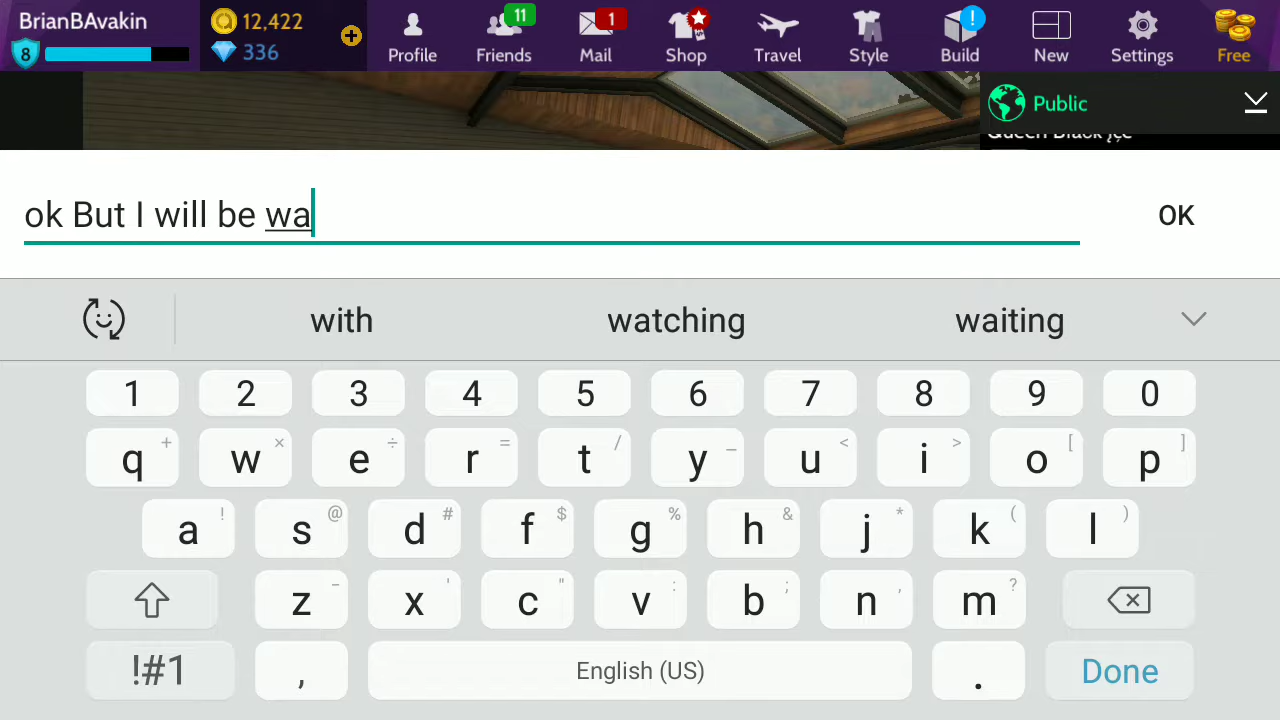 BrianBAvakin
8
12,422
336
11
1
!
Profile
Friends
Mail
Shop
Travel
Style
Build
New
Settings
Free
Public
Queen Black
ok But I will be wa
OK
with
watching
waiting
1 2 3 4 5 6 7 8 9 0
q + w × e ÷ r = t / y _ u < i > o [ p ]
a ! s @ d # f $ g % h & j * k ( l )
z - x ' c " v : b ; n , m ?
!#1 , English (US) . Done